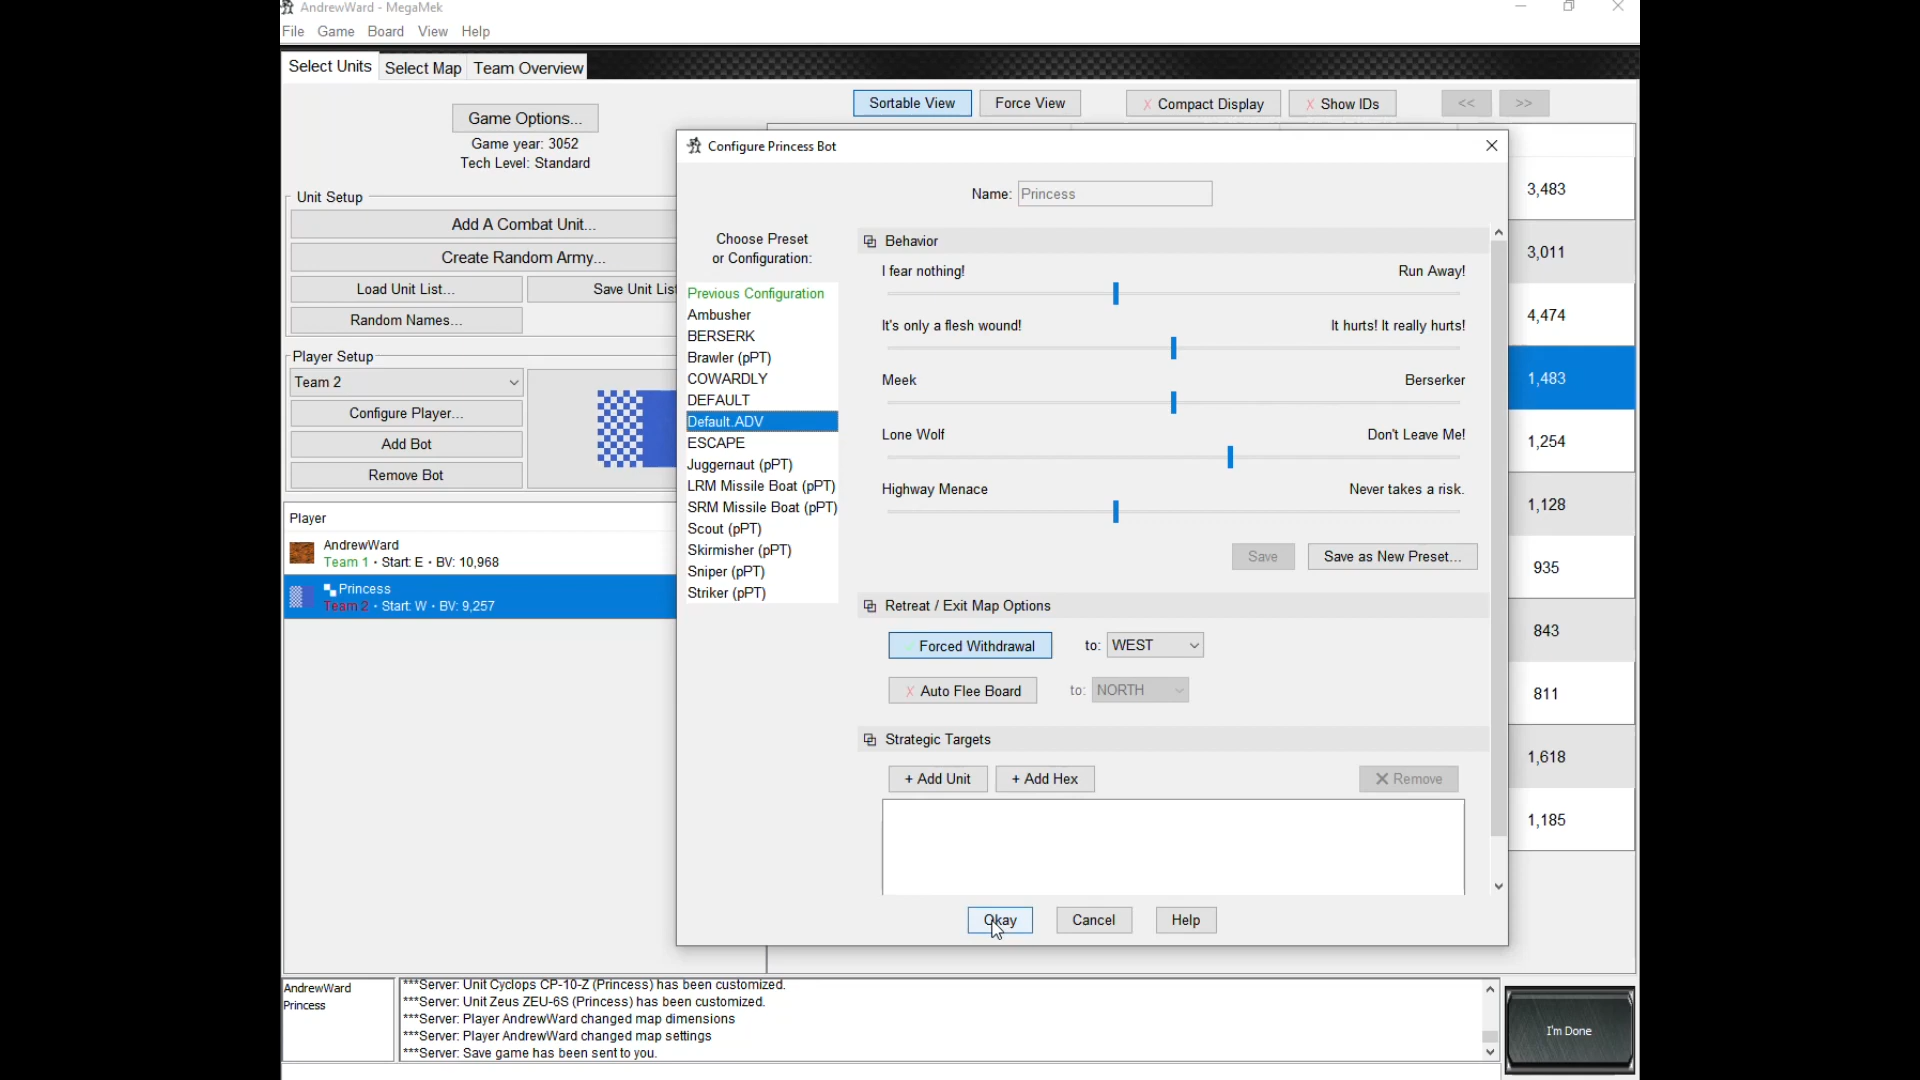 AndrewWard - MegaMek
File Game Board View Help
Select Units Select Map Team Overview
Sortable View Force View X Compact Display X Show IDs << >>
Game Options...
Game year: 3052
Tech Level: Standard
Unit Setup
Add A Combat Unit...
Create Random Army...
Load Unit List... Save Unit List
Random Names...
Player Setup
Team 2
Configure Player...
Add Bot
Remove Bot
Player
AndrewWard
Team 1 • Start: E • BV: 10,968
Princess
Team 2 • Start: W • BV: 9,257
Configure Princess Bot
Name: Princess
Choose Preset
or Configuration:
Previous Configuration
Ambusher
BERSERK
Brawler (pPT)
COWARDLY
DEFAULT
Default.ADV
ESCAPE
Juggernaut (pPT)
LRM Missile Boat (pPT)
SRM Missile Boat (pPT)
Scout (pPT)
Skirmisher (pPT)
Sniper (pPT)
Striker (pPT)
Behavior
I fear nothing! Run Away!
It's only a flesh wound! It hurts! It really hurts!
Meek Berserker
Lone Wolf Don't Leave Me!
Highway Menace Never takes a risk.
Save Save as New Preset...
Retreat / Exit Map Options
Forced Withdrawal to: WEST
X Auto Flee Board to: NORTH
Strategic Targets
+ Add Unit + Add Hex X Remove
Okay Cancel Help
3,483
3,011
4,474
1,483
1,254
1,128
935
843
811
1,618
1,185
AndrewWard
Princess
***Server: Unit Cyclops CP-10-Z (Princess) has been customized.
***Server: Unit Zeus ZEU-6S (Princess) has been customized.
***Server: Player AndrewWard changed map dimensions
***Server: Player AndrewWard changed map settings
***Server: Save game has been sent to you.
I'm Done